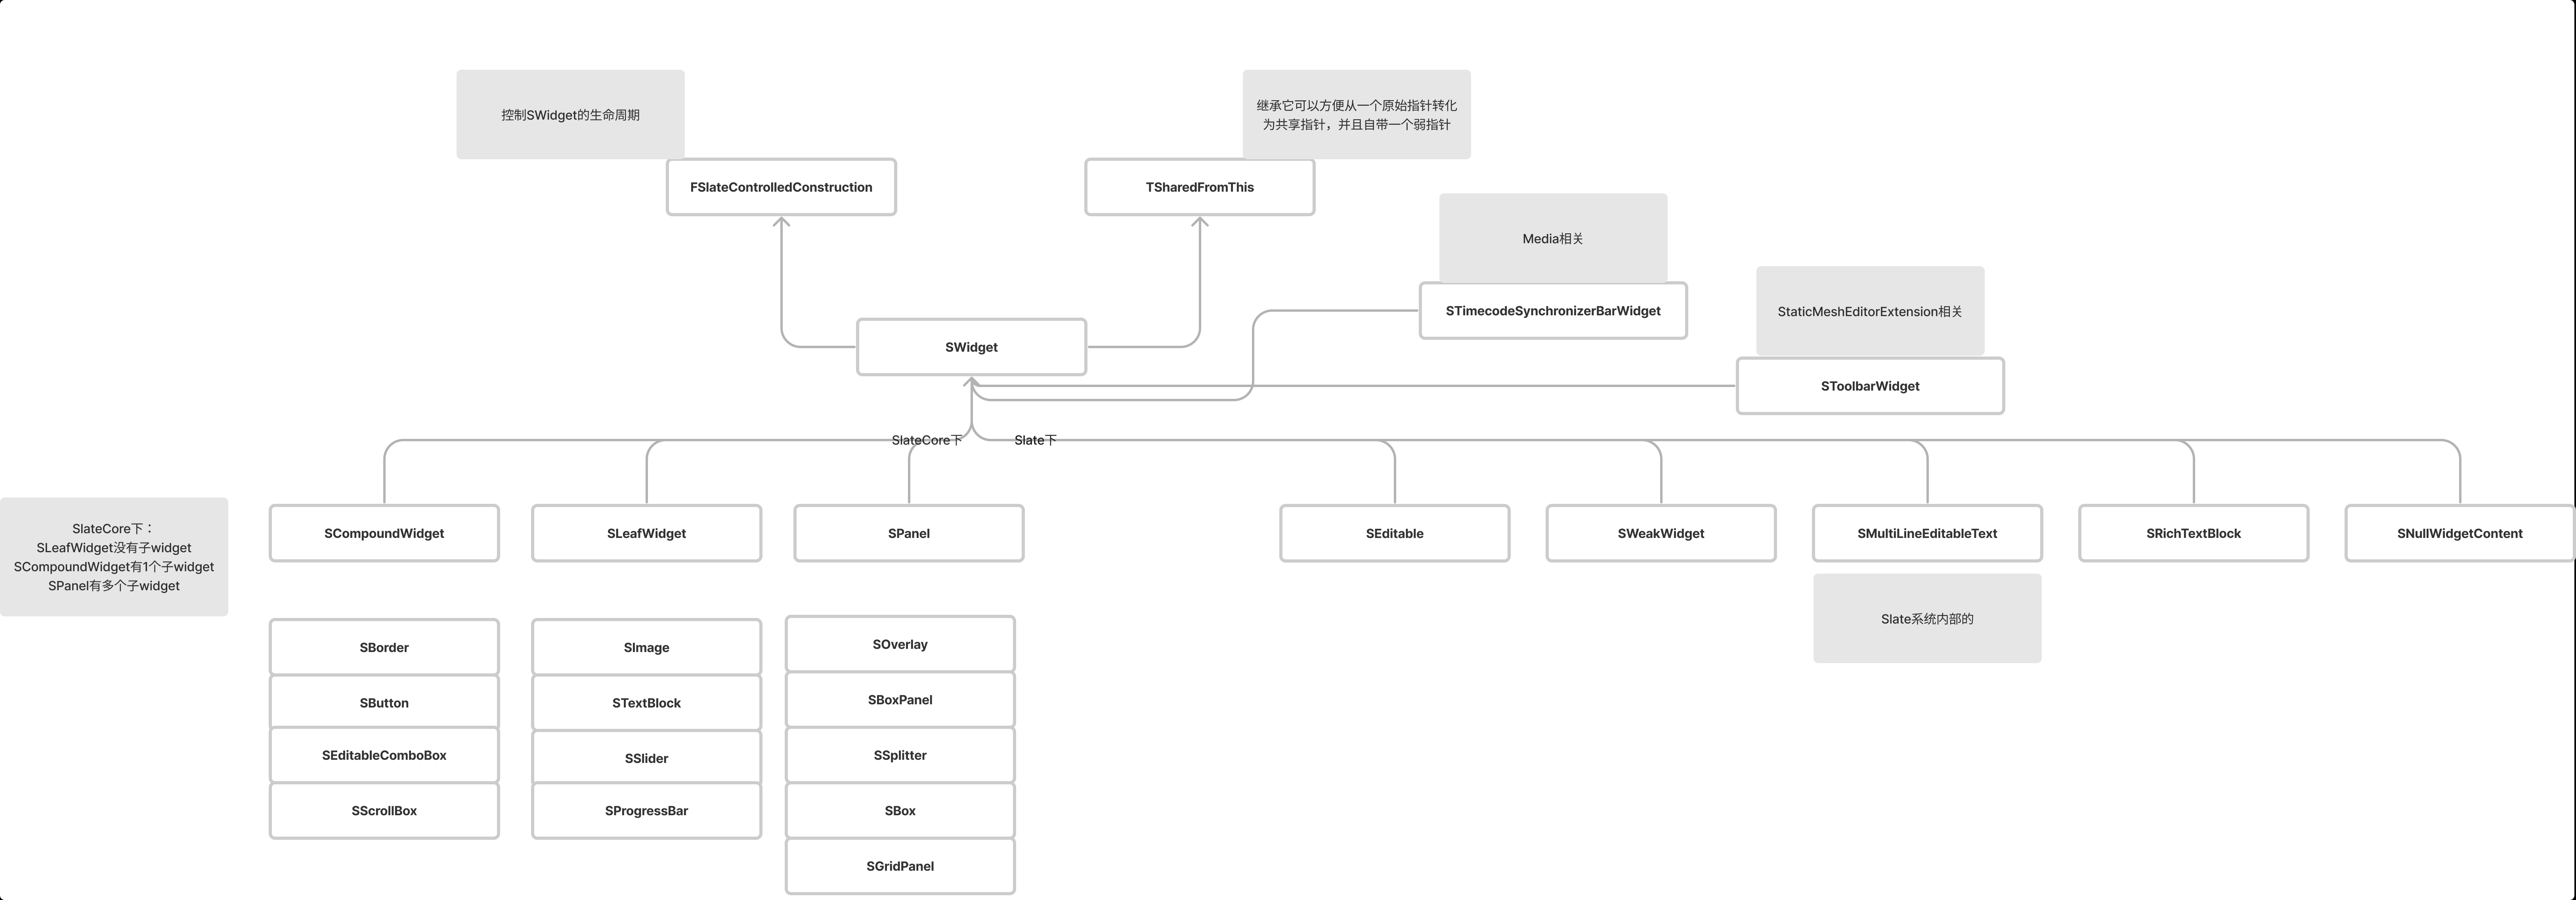 控制SWidget的生命周期
继承它可以方便从一个原始指针转化
为共享指针，并且自带一个弱指针
FSlateControlledConstruction
TSharedFromThis
Media相关
StaticMeshEditorExtension相关
STimecodeSynchronizerBarWidget
SWidget
SToolbarWidget
SlateCore下
Slate下
SlateCore下：
SLeafWidget没有子widget
SCompoundWidget有1个子widget
SPanel有多个子widget
SCompoundWidget
SLeafWidget
SPanel
SEditable
SWeakWidget
SMultiLineEditableText
SRichTextBlock
SNullWidgetContent
Slate系统内部的
SBorder
SButton
SEditableComboBox
SScrollBox
SImage
STextBlock
SSlider
SProgressBar
SOverlay
SBoxPanel
SSplitter
SBox
SGridPanel